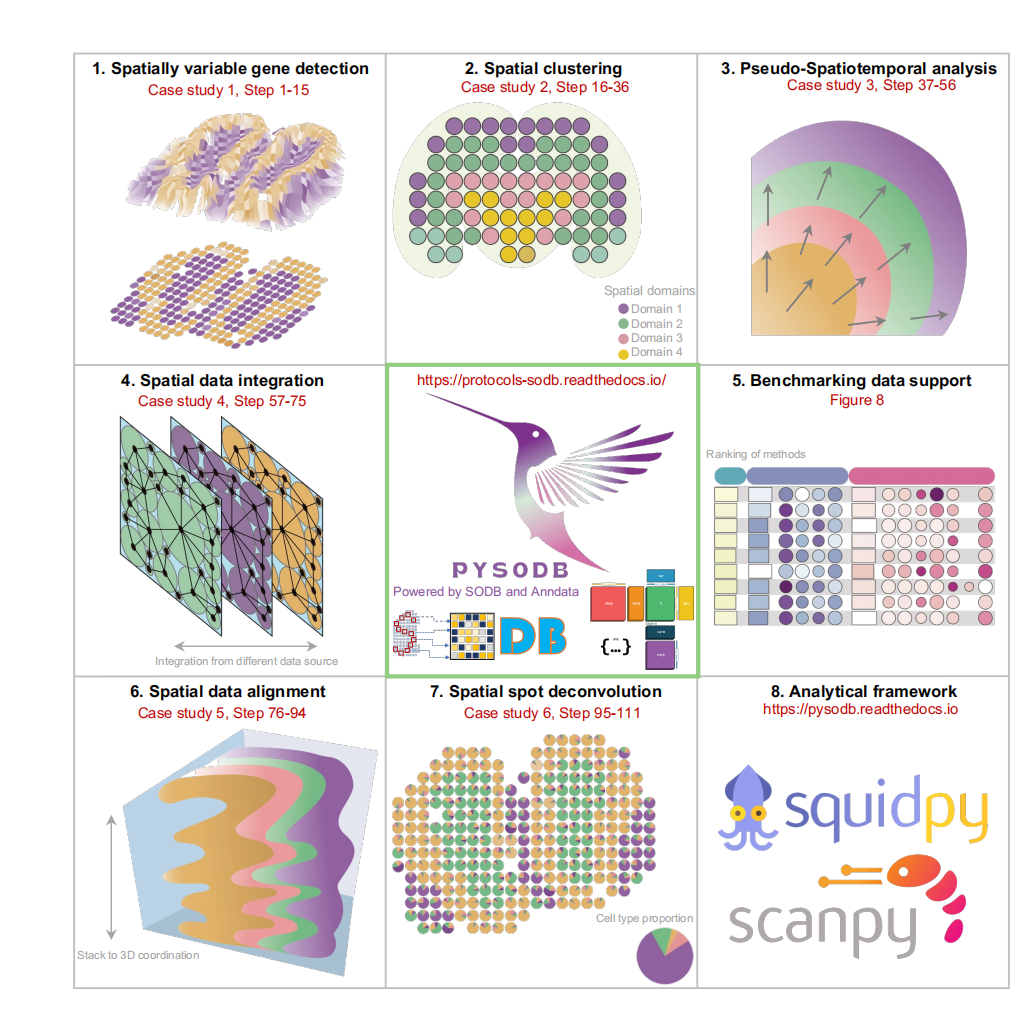 1. Spatially variable gene detection
Case study 1, Step 1-15
2. Spatial clustering
Case study 2, Step 16-36
Spatial domains
Domain 1
Domain 2
Domain 3
Domain 4
3. Pseudo-Spatiotemporal analysis
Case study 3, Step 37-56
4. Spatial data integration
Case study 4, Step 57-75
Integration from different data source
https://protocols-sodb.readthedocs.io/
PYSODB
Powered by SODB and Anndata
DB
{...}
5. Benchmarking data support
Figure 8
Ranking of methods
6. Spatial data alignment
Case study 5, Step 76-94
Stack to 3D coordination
7. Spatial spot deconvolution
Case study 6, Step 95-111
Cell type proportion
8. Analytical framework
https://pysodb.readthedocs.io
squidpy
scanpy